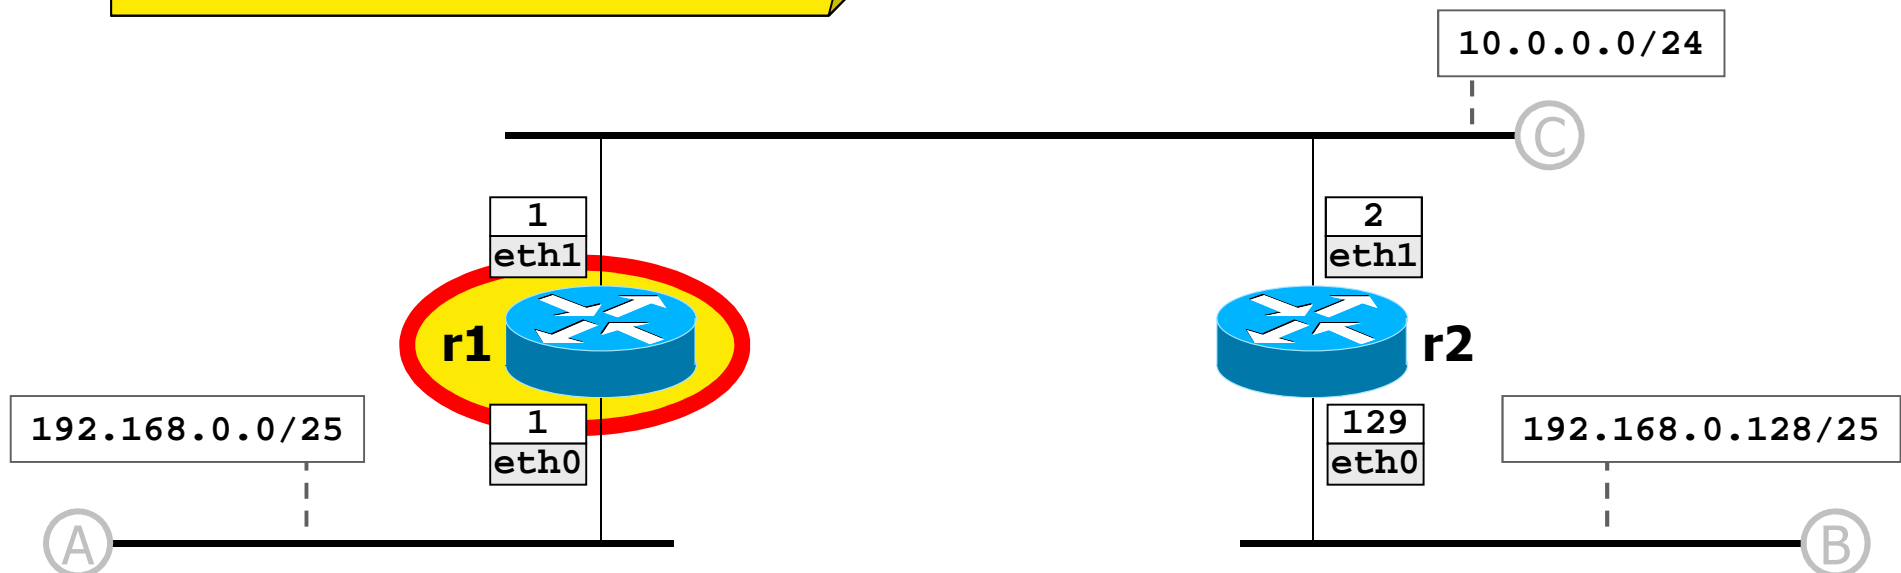 10.0.0.0/24
C
1
eth1
2
eth1
r1
r2
192.168.0.0/25
1
eth0
129
eth0
192.168.0.128/25
A
B